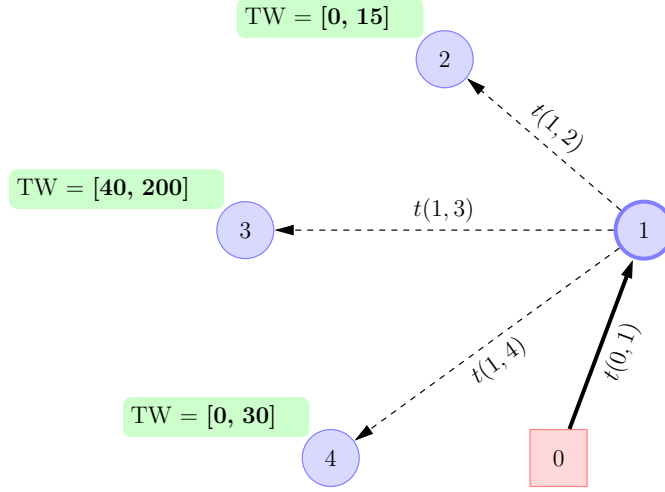 TW = [0, 15]
2
t(1, 2)
TW = [40, 200]
3
t(1, 3)
1
t(1, 4)
t(0, 1)
TW = [0, 30]
4
0